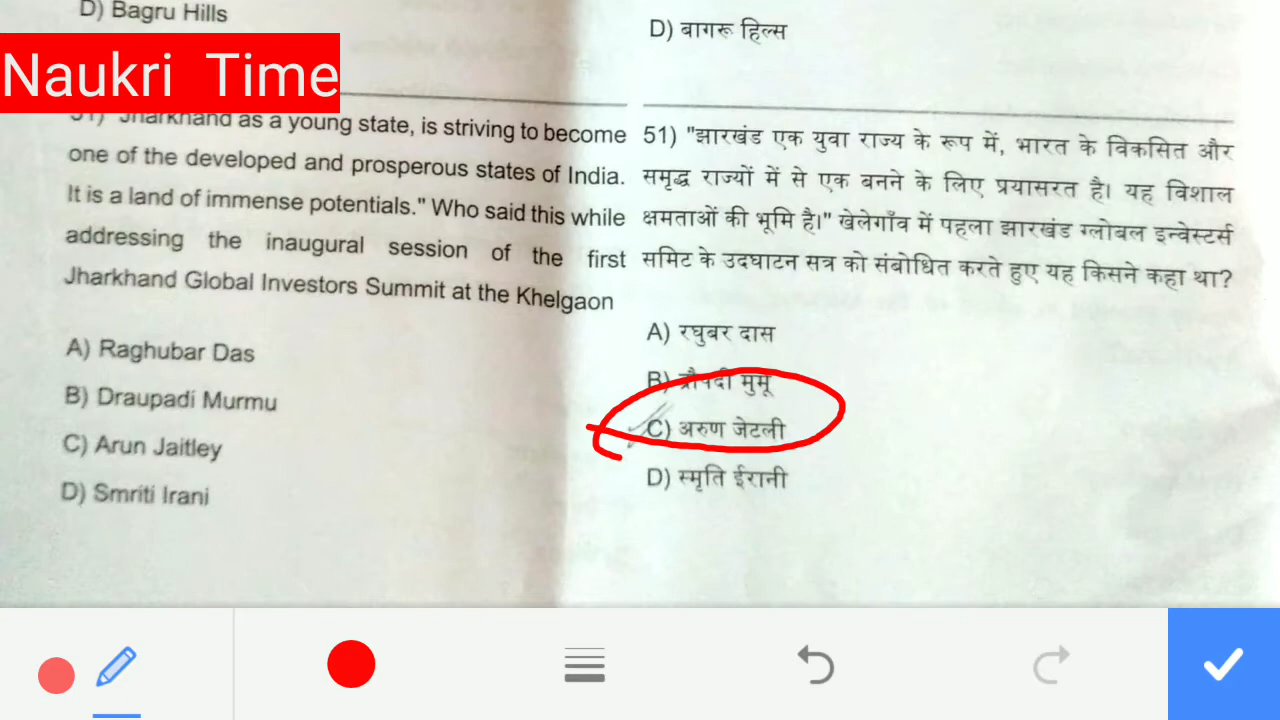 D) Bagru Hills
Naukri Time
51) "Jharkhand as a young state, is striving to become
one of the developed and prosperous states of India.
It is a land of immense potentials." Who said this while
addressing the inaugural session of the first
Jharkhand Global Investors Summit at the Khelgaon
A) Raghubar Das
B) Draupadi Murmu
C) Arun Jaitley
D) Smriti Irani
D) बागरू हिल्स
51) "झारखंड एक युवा राज्य के रूप में, भारत के विकसित और
समृद्ध राज्यों में से एक बनने के लिए प्रयासरत है। यह विशाल
क्षमताओं की भूमि है।" खेलेगाँव में पहला झारखंड ग्लोबल इन्वेस्टर्स
समिट के उदघाटन सत्र को संबोधित करते हुए यह किसने कहा था?
A) रघुबर दास
B) द्रौपदी मुर्मू
C) अरुण जेटली
D) स्मृति ईरानी